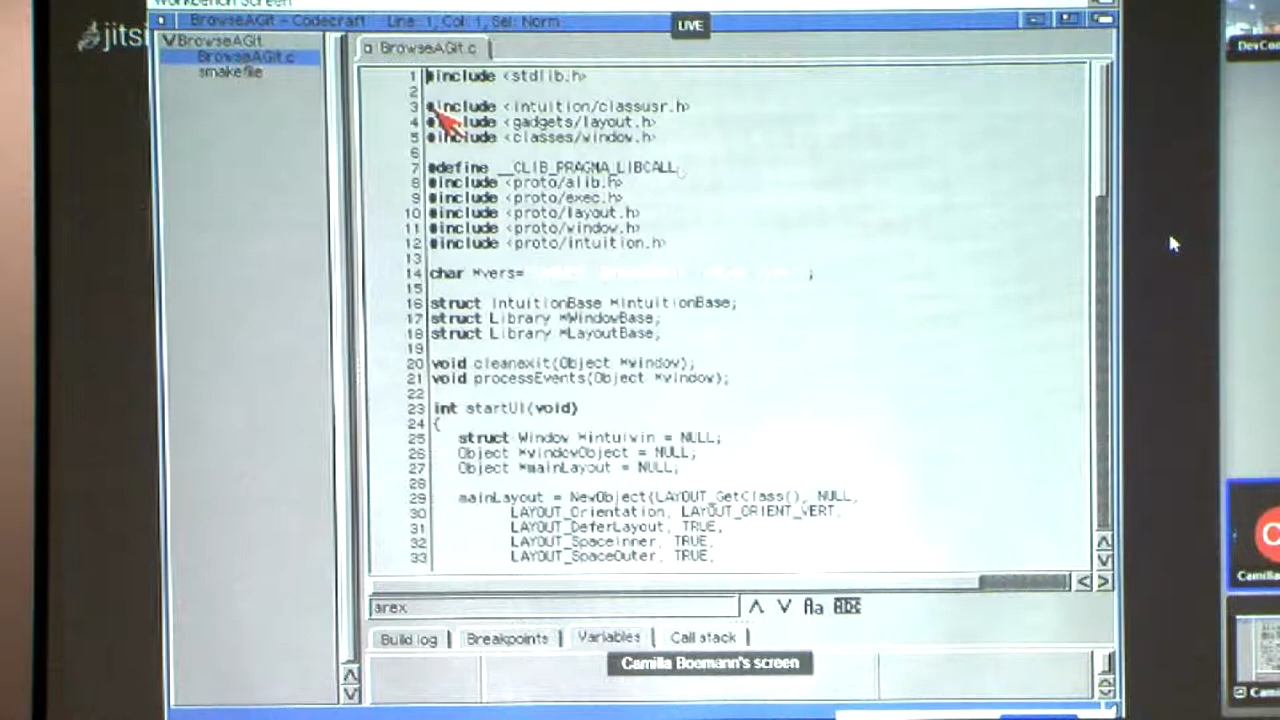 Workbench Screen
BrowseAGit - Codecraft Line: 1, Col: 1, Sel: Norm
LIVE
jitsi
DevCo
BrowseAGit
BrowseAGit.c
smakefile
BrowseAGit.c
1 #include <stdlib.h>
2
3 #include <intuition/classusr.h>
4 #include <gadgets/layout.h>
5 #include <classes/window.h>
6
7 #define __CLIB_PRAGMA_LIBCALL
8 #include <proto/alib.h>
9 #include <proto/exec.h>
10 #include <proto/layout.h>
11 #include <proto/window.h>
12 #include <proto/intuition.h>
13
14 char *vers= ;
15
16 struct IntuitionBase *IntuitionBase;
17 struct Library *WindowBase;
18 struct Library *LayoutBase;
19
20 void cleanexit(Object *window);
21 void processEvents(Object *window);
22
23 int startUI(void)
24 {
25 struct Window *intuiwin = NULL;
26 Object *windowObject = NULL;
27 Object *mainLayout = NULL;
28
29 mainLayout = NewObject(LAYOUT_GetClass(), NULL,
30 LAYOUT_Orientation, LAYOUT_ORIENT_VERT,
31 LAYOUT_DeferLayout, TRUE,
32 LAYOUT_SpaceInner, TRUE,
33 LAYOUT_SpaceOuter, TRUE,
arex
Aa ABC
Build log Breakpoints Variables Call stack
Camilla Boemann's screen
C
Camilla
Cam